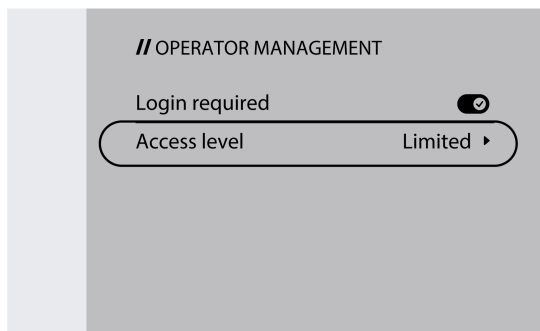 // OPERATOR MANAGEMENT
Login required
Access level Limited